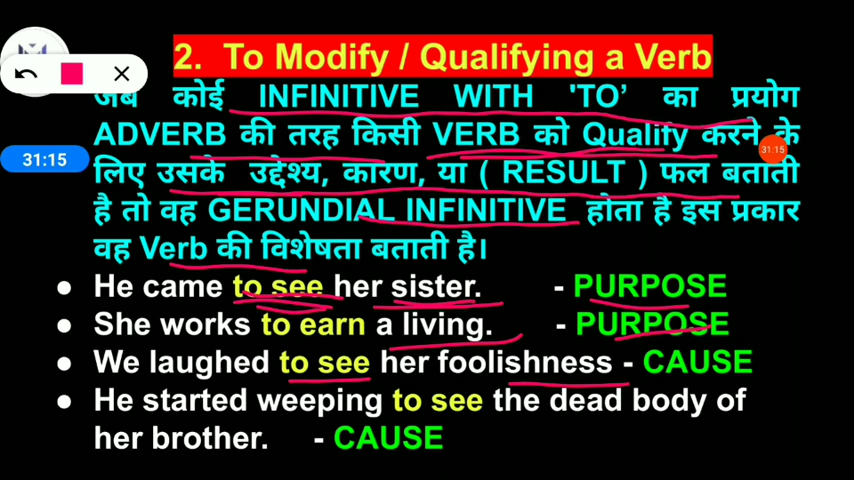 2. To Modify / Qualifying a Verb
जब कोई INFINITIVE WITH 'TO’ का प्रयोग
ADVERB की तरह किसी VERB को Qualify करने के
लिए उसके उद्देश्य, कारण, या ( RESULT ) फल बताती
है तो वह GERUNDIAL INFINITIVE होता है इस प्रकार
वह Verb की विशेषता बताती है।
● He came to see her sister. - PURPOSE
● She works to earn a living. - PURPOSE
● We laughed to see her foolishness - CAUSE
● He started weeping to see the dead body of
her brother. - CAUSE
31:15
31:15